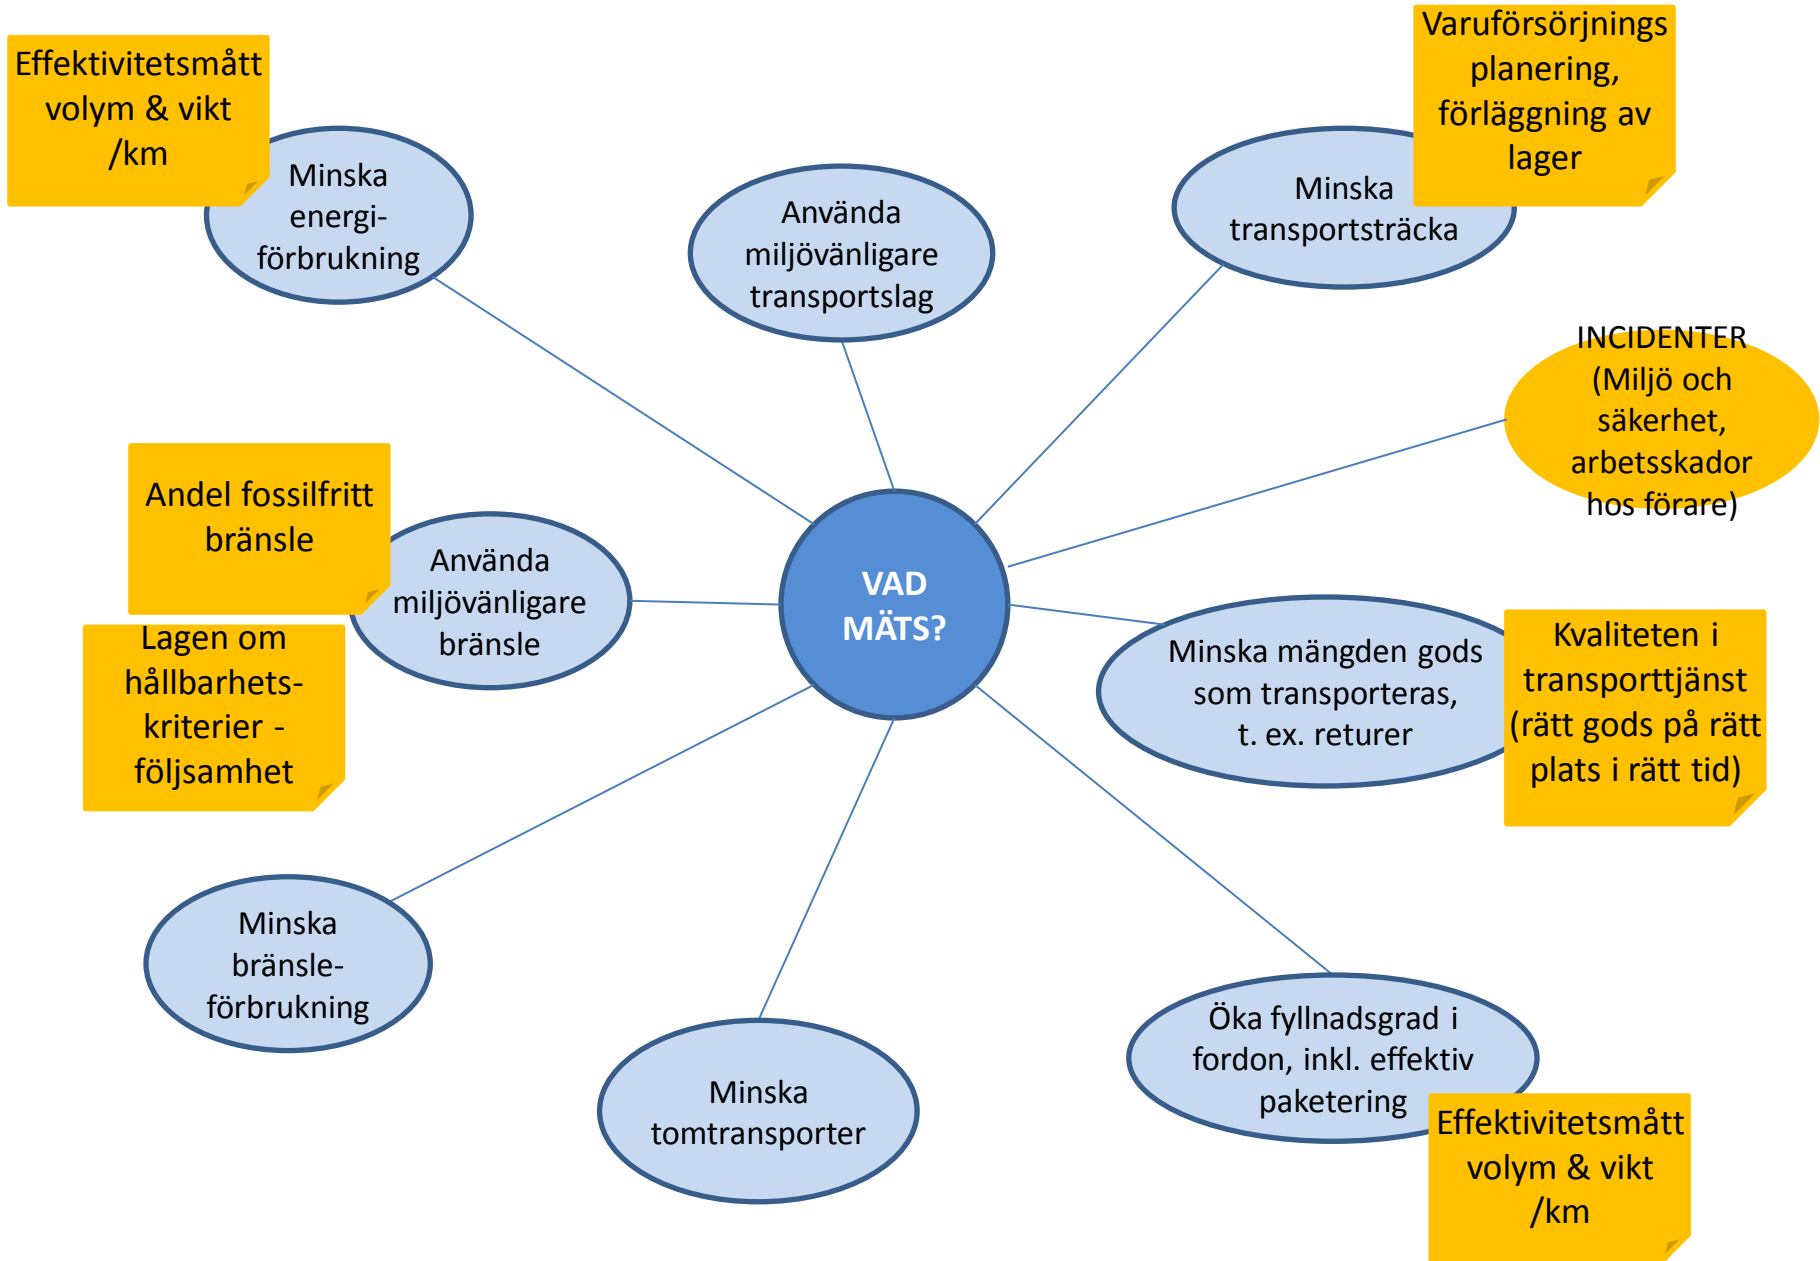 Effektivitetsmått
volym & vikt
/km
Minska
energi-
förbrukning
Använda
miljövänligare
transportslag
Varuförsörjnings
planering,
förläggning av
lager
Minska
transportsträcka
INCIDENTER
(Miljö och
säkerhet,
arbetsskador
hos förare)
Andel fossilfritt
bränsle
Använda
miljövänligare
bränsle
Lagen om
hållbarhets-
kriterier -
följsamhet
VAD
MÄTS?
Minska mängden gods
som transporteras,
t. ex. returer
Kvaliteten i
transporttjänst
(rätt gods på rätt
plats i rätt tid)
Minska
bränsle-
förbrukning
Minska
tomtransporter
Öka fyllnadsgrad i
fordon, inkl. effektiv
paketering
Effektivitetsmått
volym & vikt
/km